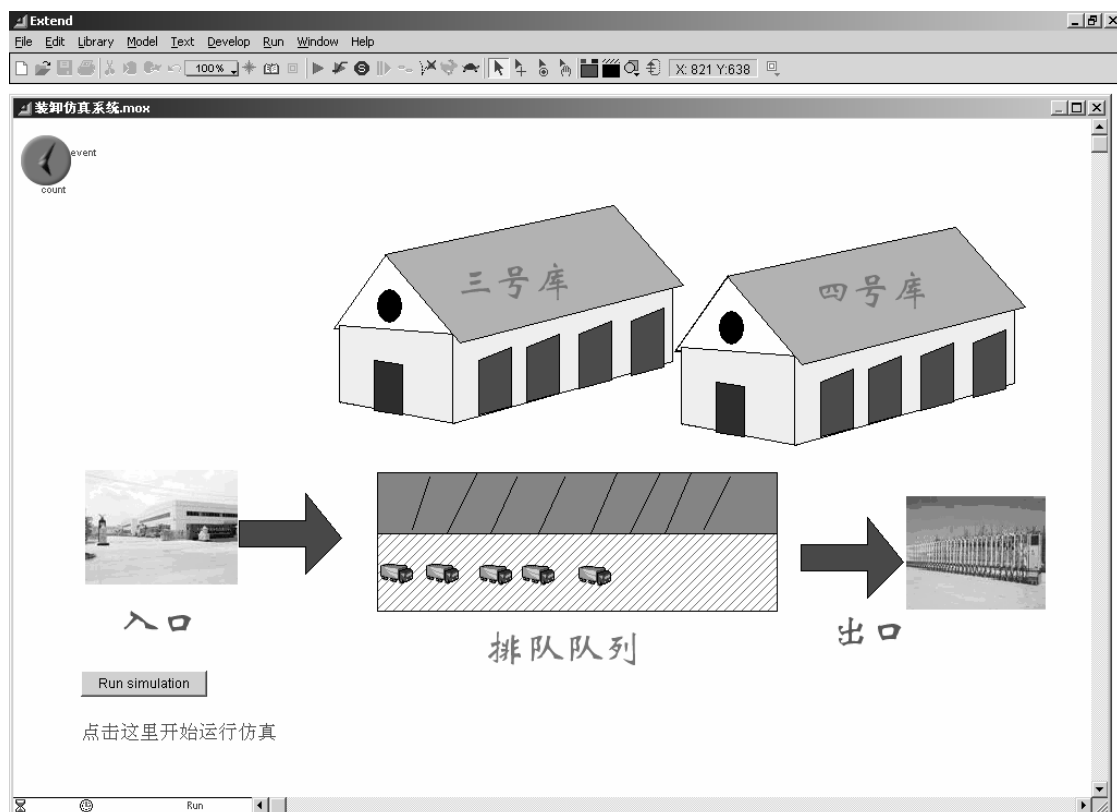 Extend
File Edit Library Model Text Develop Run Window Help
100% X: 821 Y:638
装卸仿真系统.mox
event
count
三号库
四号库
入口
排队队列
出口
Run simulation
点击这里开始运行仿真
Run